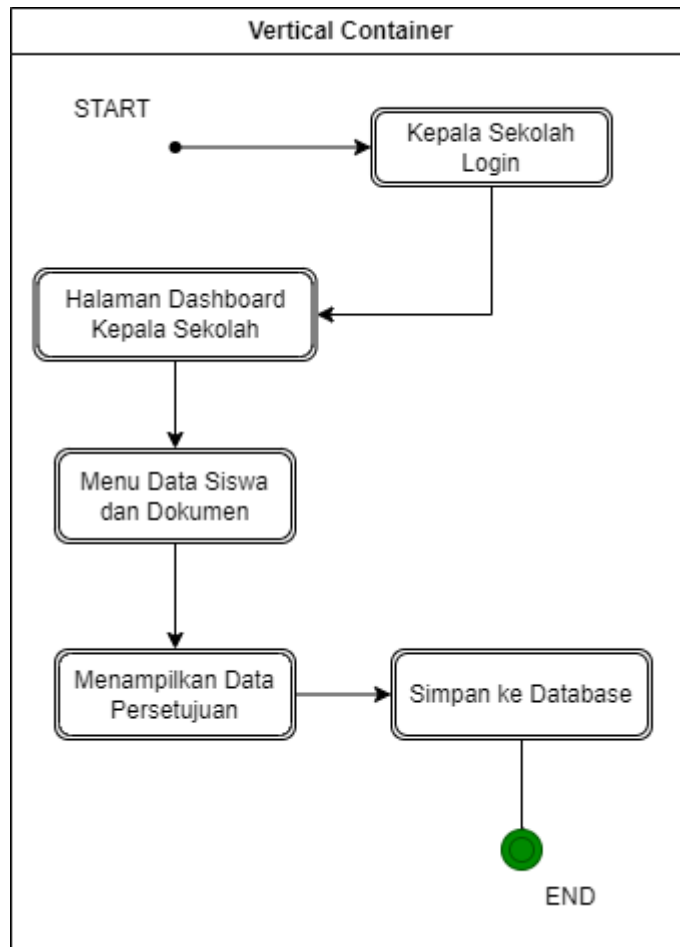 Vertical Container
START
Kepala Sekolah
Login
Halaman Dashboard
Kepala Sekolah
Menu Data Siswa
dan Dokumen
Menampilkan Data
Persetujuan
Simpan ke Database
END